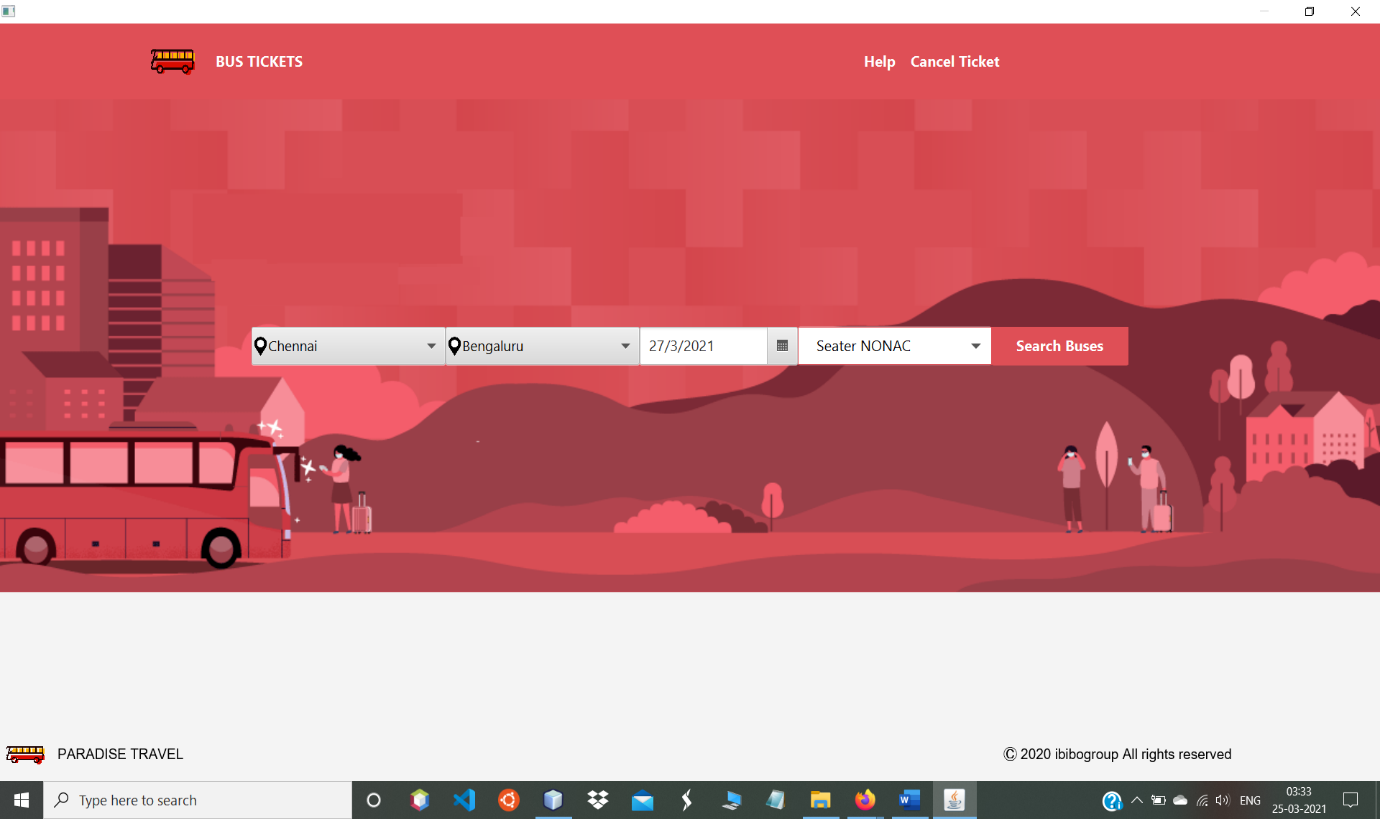 BUS TICKETS
Help Cancel Ticket
Chennai Bengaluru 27/3/2021 Seater NONAC Search Buses
PARADISE TRAVEL
© 2020 ibibogroup All rights reserved
Type here to search
ENG
03:33
25-03-2021